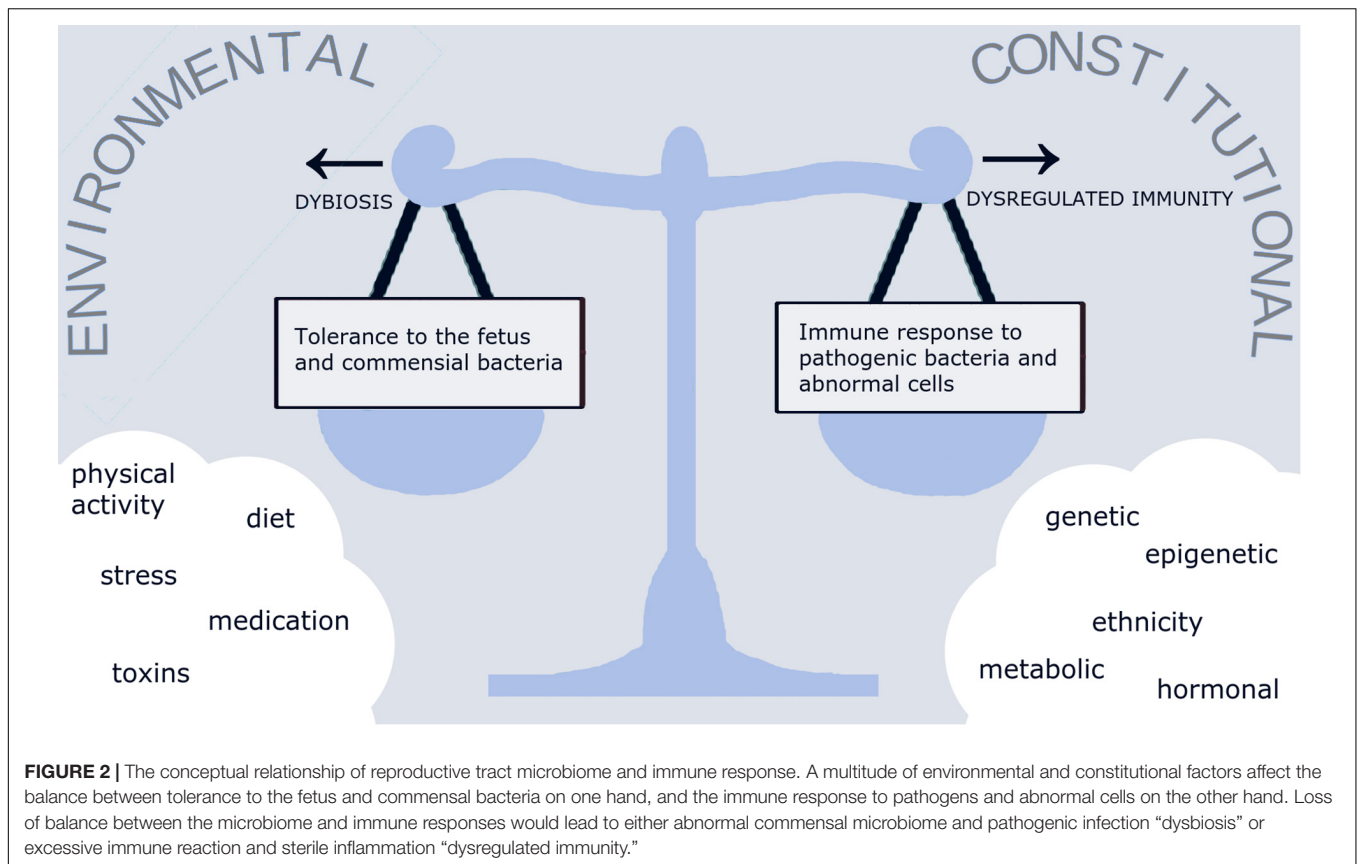 ENVIRONMENTAL
CONSTITUTIONAL
DYBIOSIS
DYSREGULATED IMMUNITY
Tolerance to the fetus
and commensial bacteria
Immune response to
pathogenic bacteria and
abnormal cells
physical
activity
diet
stress
medication
toxins
genetic
epigenetic
ethnicity
metabolic
hormonal
FIGURE 2 | The conceptual relationship of reproductive tract microbiome and immune response. A multitude of environmental and constitutional factors affect the
balance between tolerance to the fetus and commensal bacteria on one hand, and the immune response to pathogens and abnormal cells on the other hand. Loss
of balance between the microbiome and immune responses would lead to either abnormal commensal microbiome and pathogenic infection “dysbiosis” or
excessive immune reaction and sterile inflammation “dysregulated immunity.”